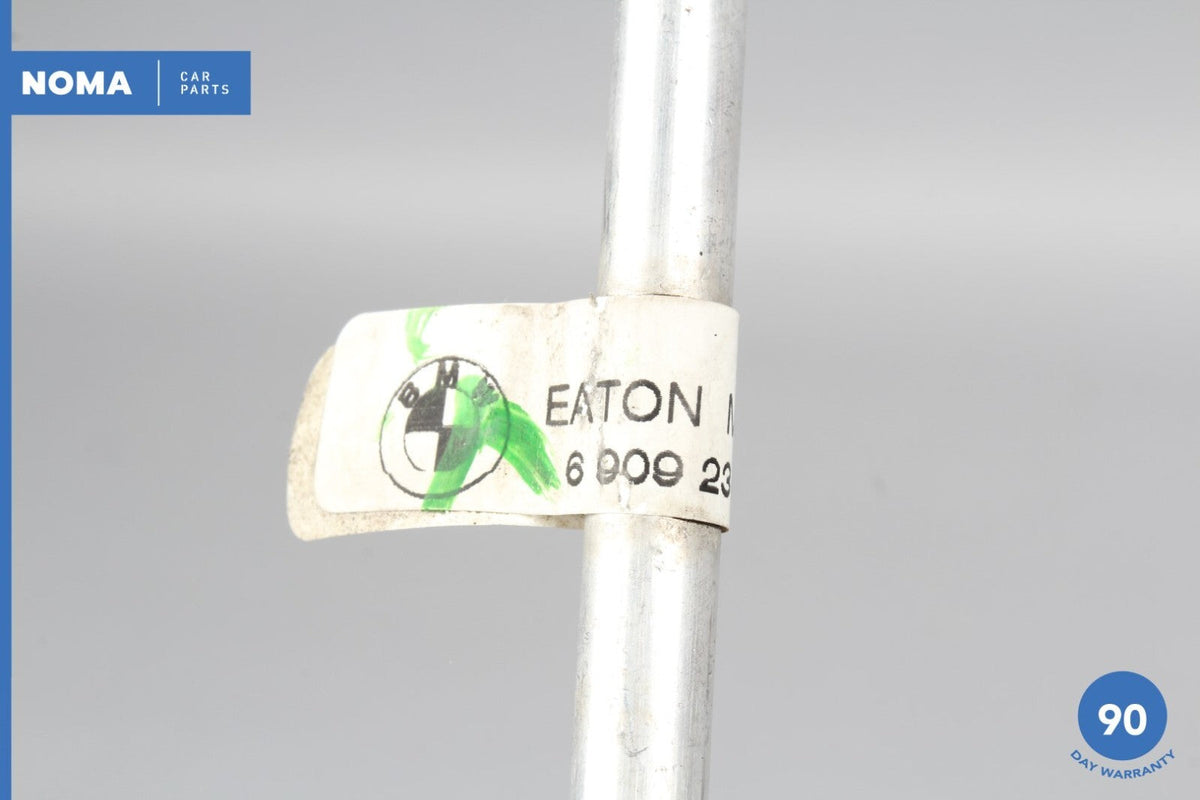 NOMA
CAR
PARTS
BMW
EATON
6 909 23
90
DAY WARRANTY